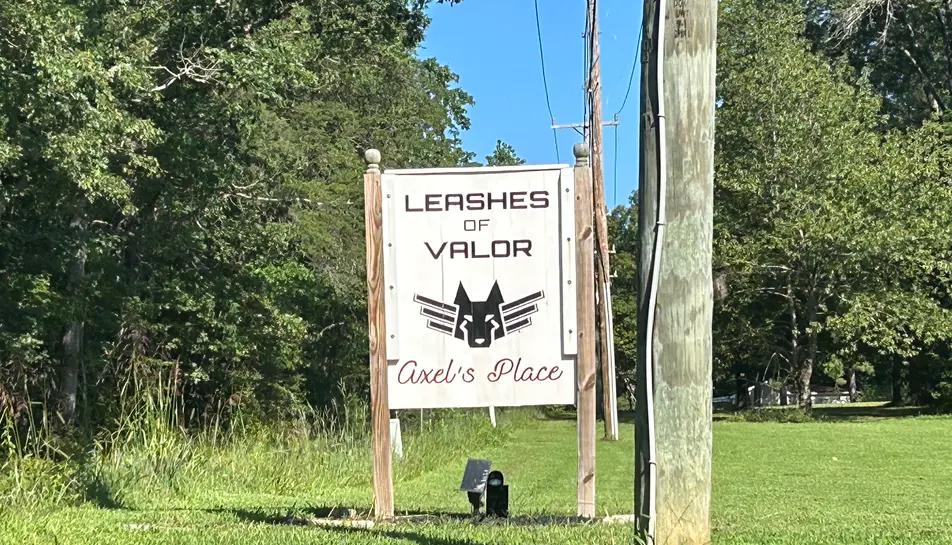 LEASHES
OF
VALOR
Axel's Place